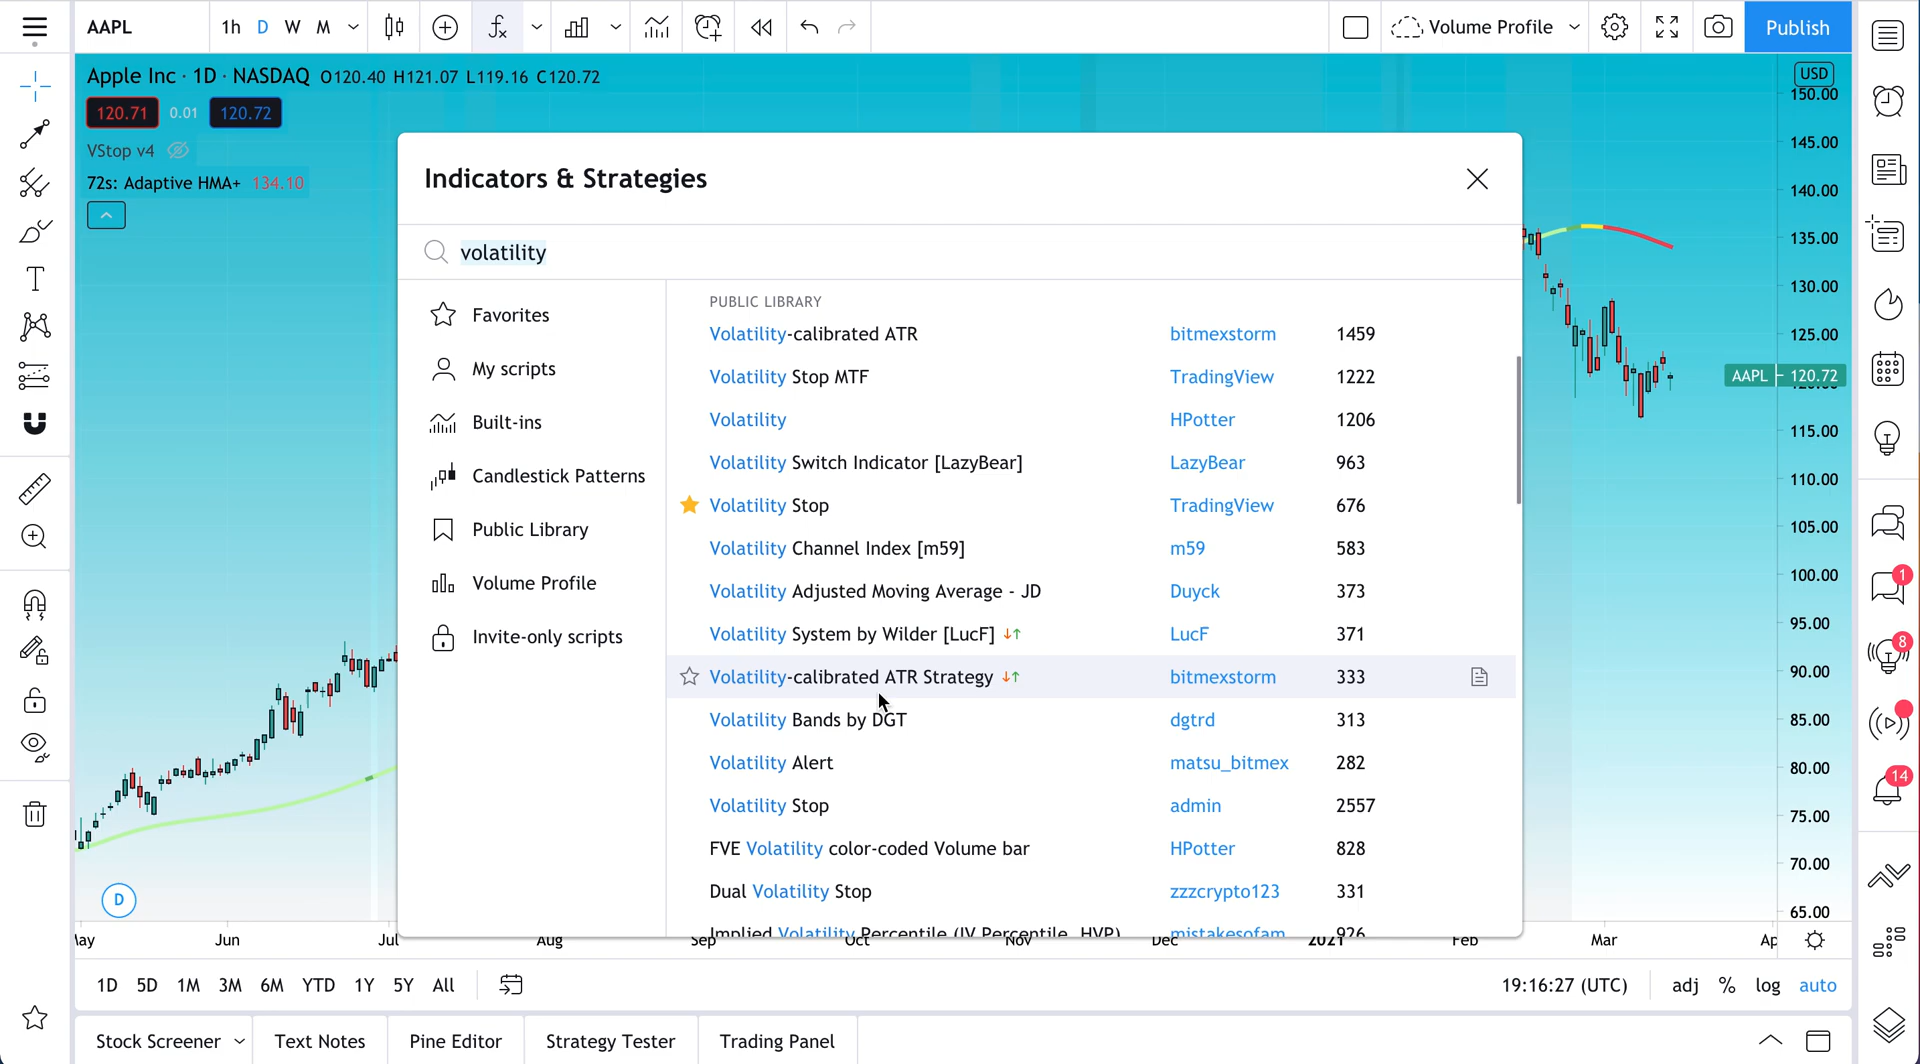 AAPL 1h D W M Volume Profile Publish
Apple Inc · 1D · NASDAQ O120.40 H121.07 L119.16 C120.72
USD
150.00
120.71 0.01 120.72
145.00
VStop v4
72s: Adaptive HMA+ 134.10
140.00
Indicators & Strategies
135.00
volatility
130.00
Favorites
My scripts
Built-ins
Candlestick Patterns
Public Library
Volume Profile
Invite-only scripts
PUBLIC LIBRARY
Volatility-calibrated ATR bitmexstorm 1459
Volatility Stop MTF TradingView 1222
Volatility HPotter 1206
Volatility Switch Indicator [LazyBear] LazyBear 963
Volatility Stop TradingView 676
Volatility Channel Index [m59] m59 583
Volatility Adjusted Moving Average - JD Duyck 373
Volatility System by Wilder [LucF] ↓↑ LucF 371
Volatility-calibrated ATR Strategy ↓↑ bitmexstorm 333
Volatility Bands by DGT dgtrd 313
Volatility Alert matsu_bitmex 282
Volatility Stop admin 2557
FVE Volatility color-coded Volume bar HPotter 828
Dual Volatility Stop zzzcrypto123 331
Implied Volatility Percentile (IV Percentile, HVP) mistakesofam 926
125.00
AAPL 120.72
115.00
110.00
105.00
100.00
95.00
90.00
85.00
80.00
75.00
70.00
65.00
1
8
14
D
May Jun Jul Aug Sep Oct Nov Dec 2021 Feb Mar Ap
1D 5D 1M 3M 6M YTD 1Y 5Y All 19:16:27 (UTC) adj % log auto
Stock Screener Text Notes Pine Editor Strategy Tester Trading Panel